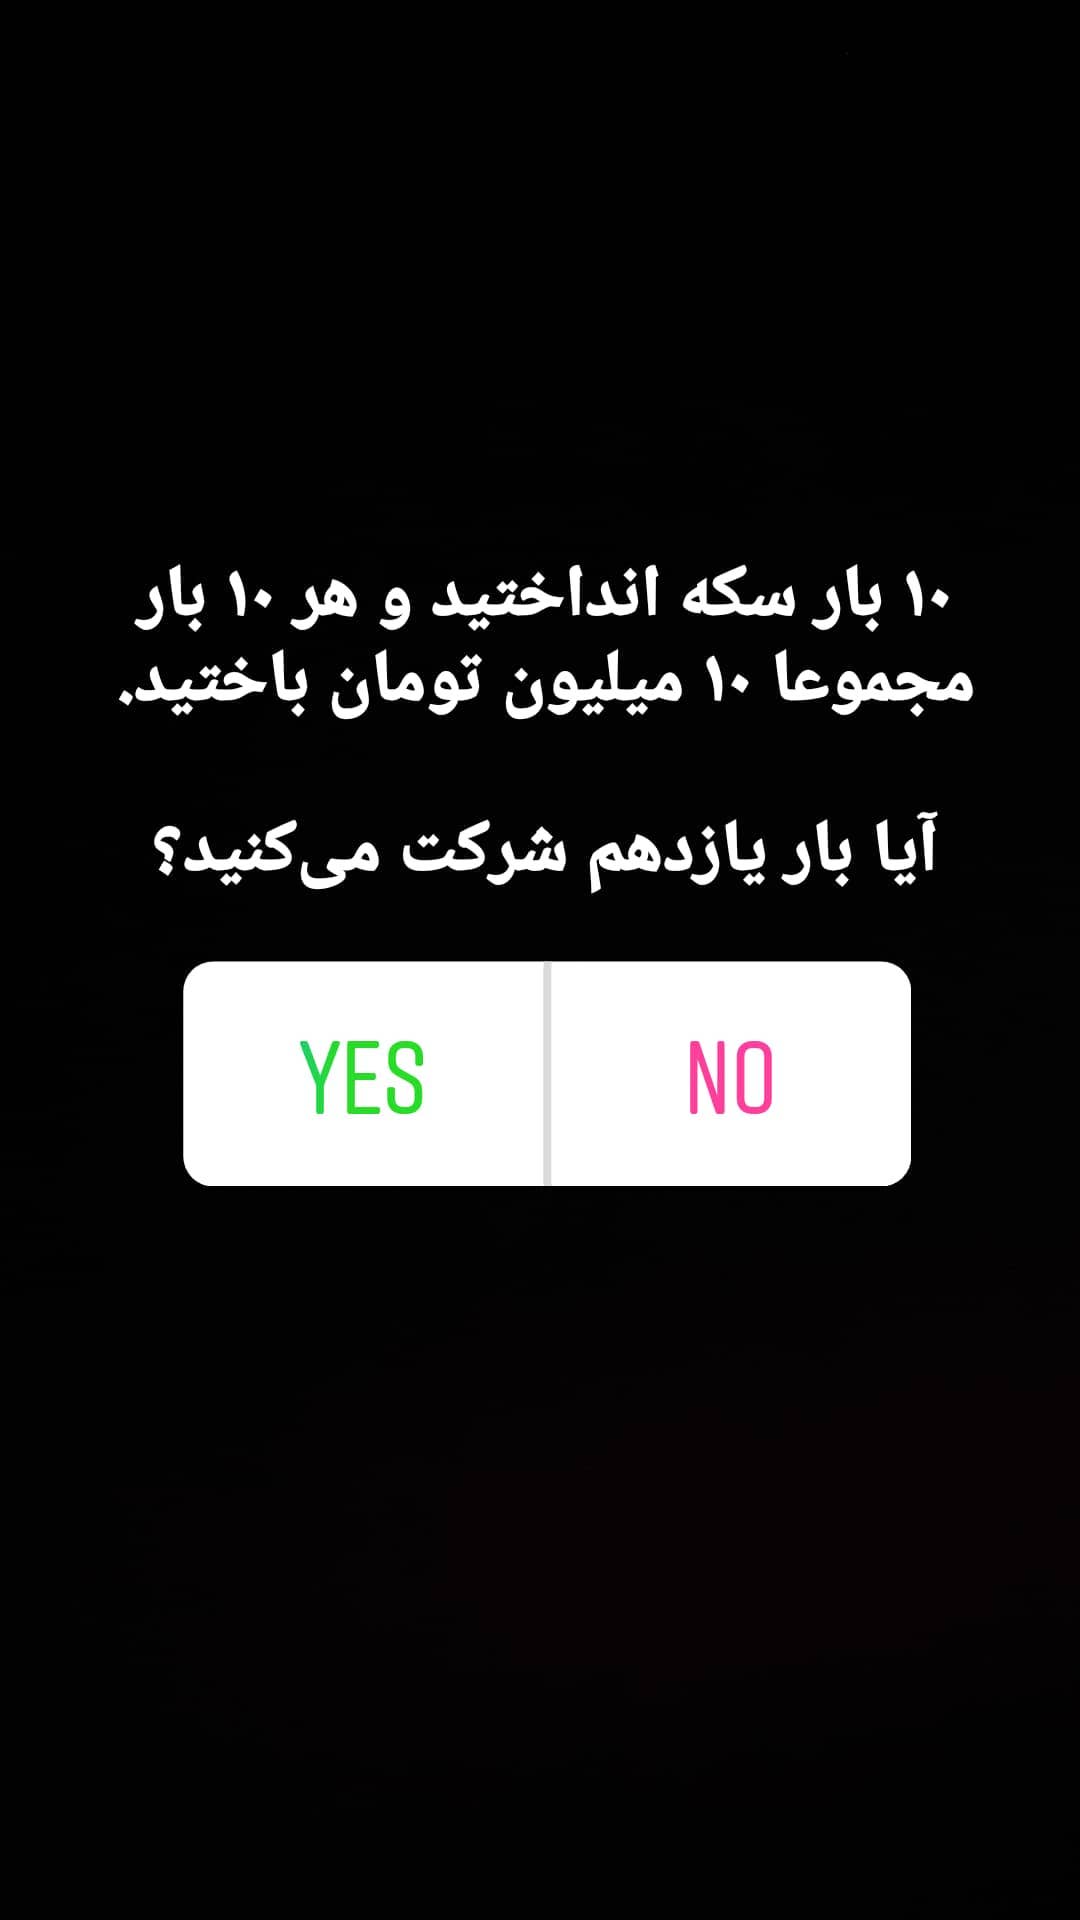 ۱۰ بار سکه انداختید و هر ۱۰ بار
مجموعا ۱۰ میلیون تومان باختید.
آیا بار یازدهم شرکت می‌کنید؟
YES
NO